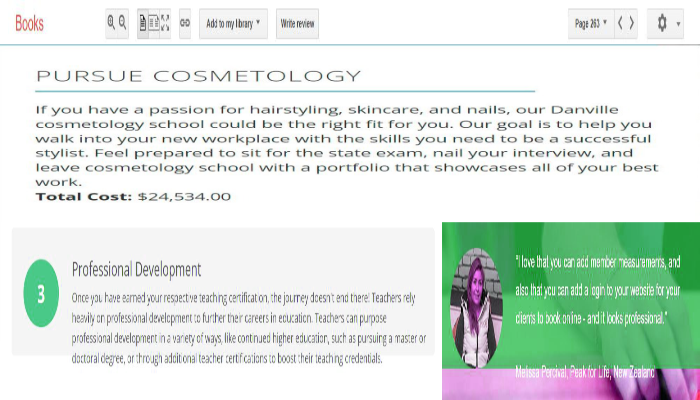 Books
Add to my library
Write review
Page 263
PURSUE COSMETOLOGY
If you have a passion for hairstyling, skincare, and nails, our Danville
cosmetology school could be the right fit for you. Our goal is to help you
walk into your new workplace with the skills you need to be a successful
stylist. Feel prepared to sit for the state exam, nail your interview, and
leave cosmetology school with a portfolio that showcases all of your best
work.
Total Cost: $24,534.00
3
Professional Development
Once you have earned your respective teaching certification, the journey doesn't end there! Teachers rely
heavily on professional development to further their careers in education. Teachers can purpose
professional development in a variety of ways, like continued higher education, such as pursuing a master or
doctoral degree, or through additional teacher certifications to boost their teaching credentials.
"I love that you can add member measurements, and
also that you can add a login to your website for your
clients to book online - and it looks professional."
Melissa Percival, Peak for Life, New Zealand